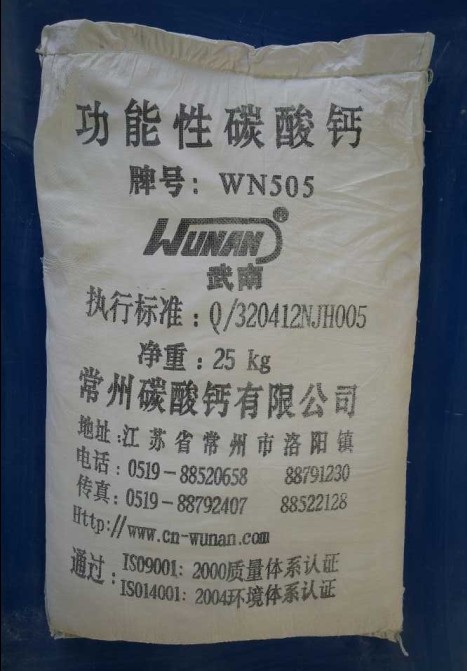 功能性碳酸钙
牌号：WN505
WUNAN®
武南
执行标准：Q/320412NJH005
净重：25 kg
常州碳酸钙有限公司
地址：江苏省常州市洛阳镇
电话：0519-88520658 88791230
传真：0519-88792407 88522128
Http://www.cn-wunan.com
通过：ISO9001：2000质量体系认证
ISO14001：2004环境体系认证